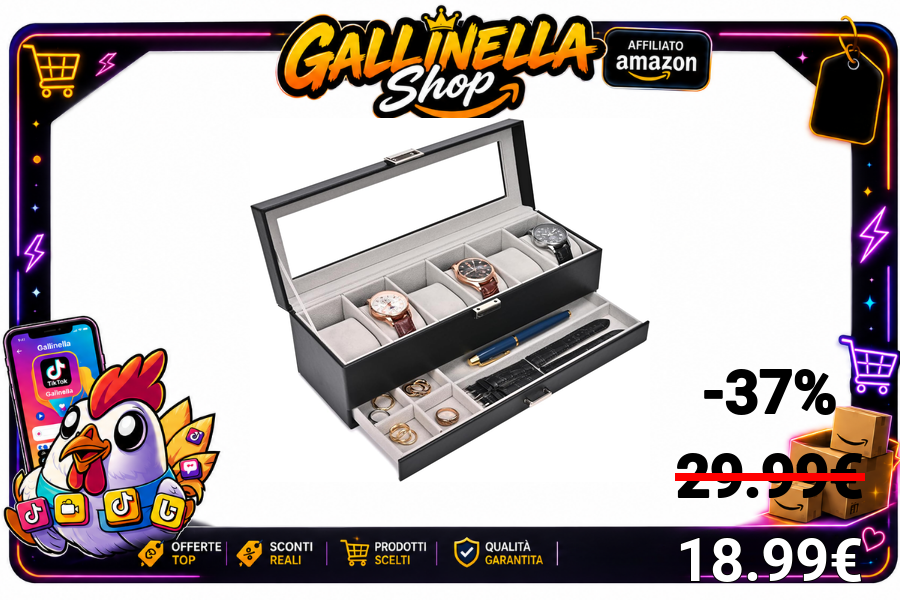 GALLINELLA
Shop
AFFILIATO
amazon
Gallinella
TikTok
Gallinella
-37%
29.99€
18.99€
OFFERTE
TOP
SCONTI
REALI
PRODOTTI
SCELTI
QUALITÀ
GARANTITA